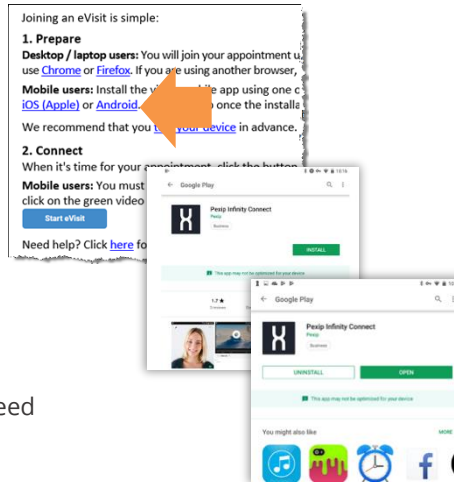 Joining an eVisit is simple:
1. Prepare
Desktop / laptop users: You will join your appointment u
use Chrome or Firefox. If you are using another browser,
Mobile users: Install the app using one o
iOS (Apple) or Android. once the installa
We recommend that you your device in advance.
2. Connect
When it's time for your appointment, click the button
Mobile users: You must
click on the green video
Start eVisit
Need help? Click here fo
Google Play
Pexip Infinity Connect
Pexip
Business
INSTALL
This app may not be optimized for your device
1.7★
Google Play
Pexip Infinity Connect
Pexip
Business
UNINSTALL
OPEN
This app may not be optimized for your device
You might also like
MORE
eed